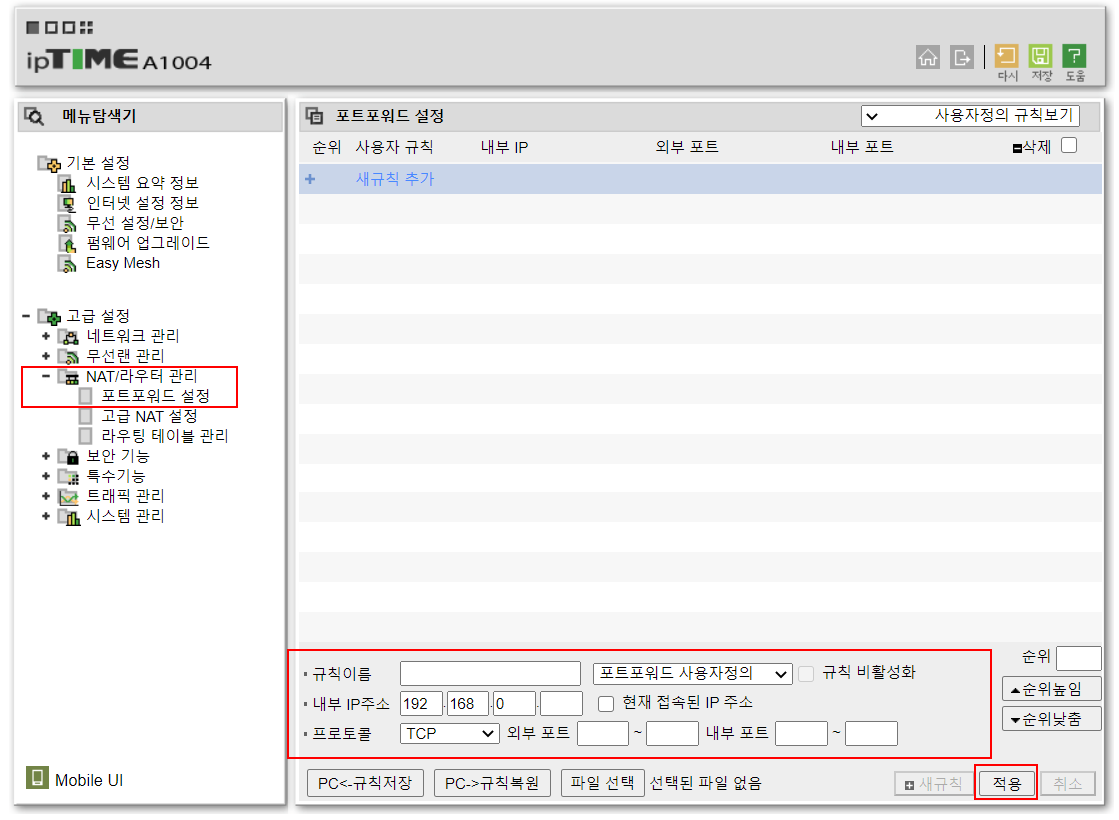 ipTIME A1004
다시 저장 도움
메뉴탐색기
기본 설정
시스템 요약 정보
인터넷 설정 정보
무선 설정/보안
펌웨어 업그레이드
Easy Mesh
고급 설정
네트워크 관리
무선랜 관리
NAT/라우터 관리
포트포워드 설정
고급 NAT 설정
라우팅 테이블 관리
보안 기능
특수기능
트래픽 관리
시스템 관리
Mobile UI
포트포워드 설정 사용자정의 규칙보기
순위 사용자 규칙 내부 IP 외부 포트 내부 포트 삭제
+ 새규칙 추가
규칙이름 포트포워드 사용자정의 규칙 비활성화
내부 IP주소 192 . 168 . 0 . 현재 접속된 IP 주소
프로토콜 TCP 외부 포트 ~ 내부 포트 ~
순위
순위높임
순위낮춤
PC<-규칙저장 PC->규칙복원 파일 선택 선택된 파일 없음 새규칙 적용 취소